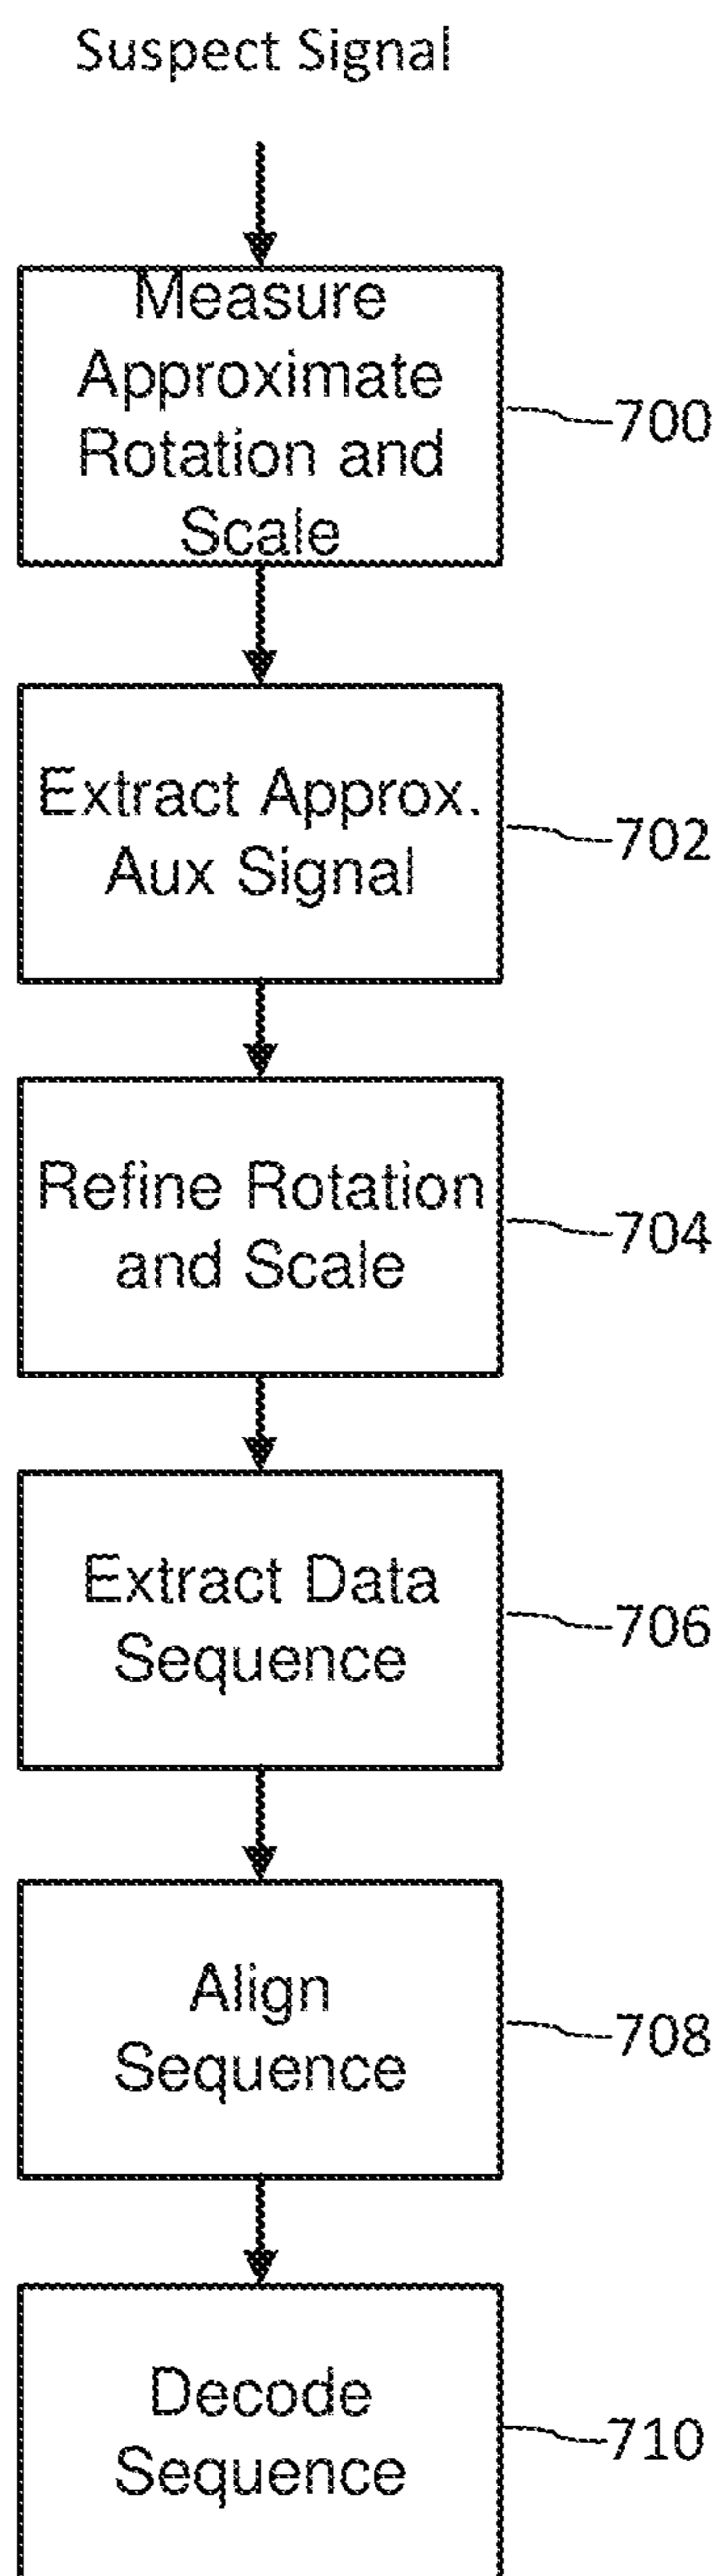 Suspect Signal
Measure
Approximate
Rotation and
Scale
700
Extract Approx.
Aux Signal
702
Refine Rotation
and Scale
704
Extract Data
Sequence
706
Align
Sequence
708
Decode
Sequence
710